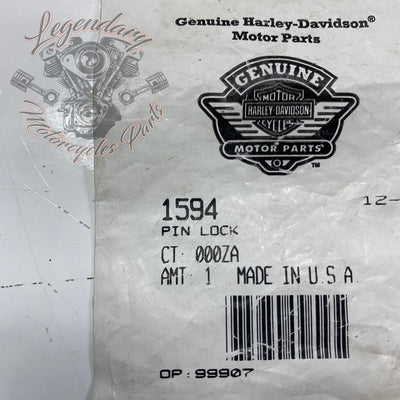 Legendary
Motorcycles Parts
Genuine Harley-Davidson®
Motor Parts
GENUINE
MOTOR
HARLEY-DAVIDSON
CYCLES
MOTOR PARTS
™
1594
12-
PIN LOCK
CT: 000ZA
AMT: 1 MADE IN U.S.A.
OP: 99907